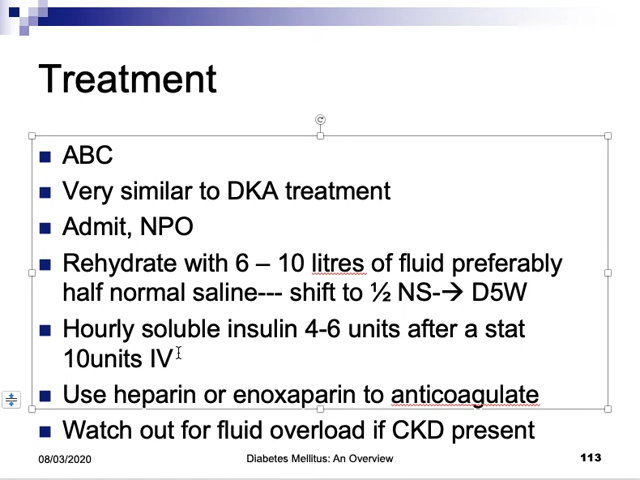 Treatment
ABC
Very similar to DKA treatment
Admit, NPO
Rehydrate with 6 – 10 litres of fluid preferably
half normal saline--- shift to ½ NS-→ D5W
Hourly soluble insulin 4-6 units after a stat
10units IV
Use heparin or enoxaparin to anticoagulate
Watch out for fluid overload if CKD present
08/03/2020 Diabetes Mellitus: An Overview 113